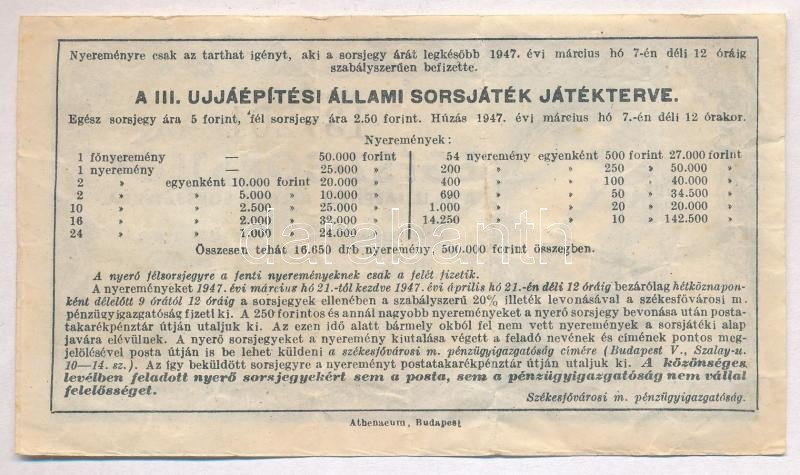 Nyereményre csak az tarthat igényt, aki a sorsjegy árát legkésőbb 1947. évi március hó 7-én déli 12 óráig
szabályszerűen befizette.
A III. UJJÁÉPÍTÉSI ÁLLAMI SORSJÁTÉK JÁTÉKTERVE.
Egész sorsjegy ára 5 forint, fél sorsjegy ára 2.50 forint. Húzás 1947. évi március hó 7.-én déli 12 órakor.
Nyeremények:
1 főnyeremény — 50.000 forint
1 nyeremény — 25.000 »
2 » egyenként 10.000 forint 20.000 »
2 » » 5.000 » 10.000 »
10 » » 2.500 » 25.000 »
16 » » 2.000 » 32.000 »
24 » » 1.000 » 24.000 »
54 nyeremény egyenként 500 forint 27.000 forint
200 » » 250 » 50.000 »
400 » » 100 » 40.000 »
690 » » 50 » 34.500 »
1.000 » » 20 » 20.000 »
14.250 » » 10 » 142.500 »
Összesen tehát 16.650 drb nyeremény, 500.000 forint összegben.
A nyerő félsorsjegyre a fenti nyereményeknek csak a felét fizetik.
A nyereményeket 1947. évi március hó 21.-től kezdve 1947. évi április hó 21.-én déli 12 óráig bezárólag hétköznapon-
ként délelőtt 9 órától 12 óráig a sorsjegyek ellenében a szabályszerű 20% illeték levonásával a székesfővárosi m.
pénzügyigazgatóság fizeti ki. A 250 forintos és annál nagyobb nyereményeket a nyerő sorsjegy bevonása után posta-
takarékpénztár útján utaljuk ki. Az ezen idő alatt bármely okból fel nem vett nyeremények a sorsjátéki alap
javára elévülnek. A nyerő sorsjegyeket a nyeremény kiutalása végett a feladó nevének és címének pontos meg-
jelölésével posta útján is be lehet küldeni a székesfővárosi m. pénzügyigazgatóság címére (Budapest V., Szalay-u.
10—14. sz.). Az így beküldött sorsjegyre a nyereményt postatakarékpénztár útján utaljuk ki. A közönséges
levélben feladott nyerő sorsjegyekért sem a posta, sem a pénzügyigazgatóság nem vállal
felelősséget.
Székesfővárosi m. pénzügyigazgatóság.
Athenaeum, Budapest
darabanth